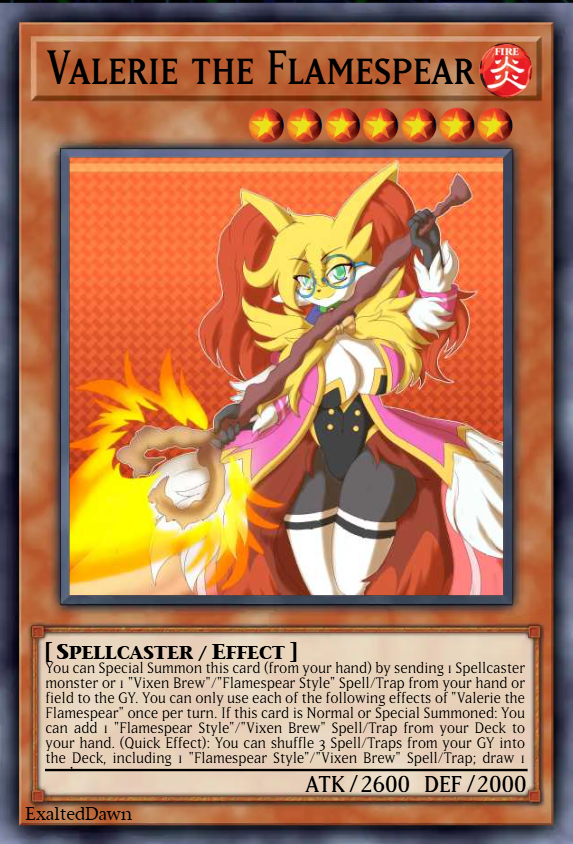 Valerie the Flamespear
FIRE
炎
[ Spellcaster / Effect ]
You can Special Summon this card (from your hand) by sending 1 Spellcaster
monster or 1 "Vixen Brew"/"Flamespear Style" Spell/Trap from your hand or
field to the GY. You can only use each of the following effects of "Valerie the
Flamespear" once per turn. If this card is Normal or Special Summoned: You
can add 1 "Flamespear Style"/"Vixen Brew" Spell/Trap from your Deck to
your hand. (Quick Effect): You can shuffle 3 Spell/Traps from your GY into
the Deck, including 1 "Flamespear Style"/"Vixen Brew" Spell/Trap; draw 1
ATK/2600 DEF/2000
ExaltedDawn